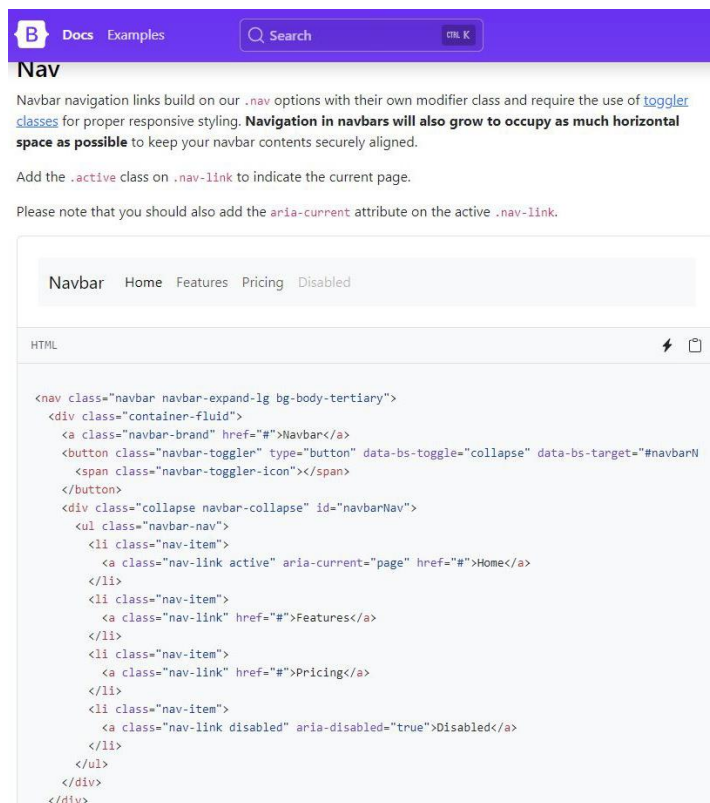 B Docs Examples Search CTRL K
Nav
Navbar navigation links build on our .nav options with their own modifier class and require the use of toggler
classes for proper responsive styling. Navigation in navbars will also grow to occupy as much horizontal
space as possible to keep your navbar contents securely aligned.
Add the .active class on .nav-link to indicate the current page.
Please note that you should also add the aria-current attribute on the active .nav-link.
Navbar Home Features Pricing Disabled
HTML
<nav class="navbar navbar-expand-lg bg-body-tertiary">
  <div class="container-fluid">
    <a class="navbar-brand" href="#">Navbar</a>
    <button class="navbar-toggler" type="button" data-bs-toggle="collapse" data-bs-target="#navbarN
      <span class="navbar-toggler-icon"></span>
    </button>
    <div class="collapse navbar-collapse" id="navbarNav">
      <ul class="navbar-nav">
        <li class="nav-item">
          <a class="nav-link active" aria-current="page" href="#">Home</a>
        </li>
        <li class="nav-item">
          <a class="nav-link" href="#">Features</a>
        </li>
        <li class="nav-item">
          <a class="nav-link" href="#">Pricing</a>
        </li>
        <li class="nav-item">
          <a class="nav-link disabled" aria-disabled="true">Disabled</a>
        </li>
      </ul>
    </div>
  </div>